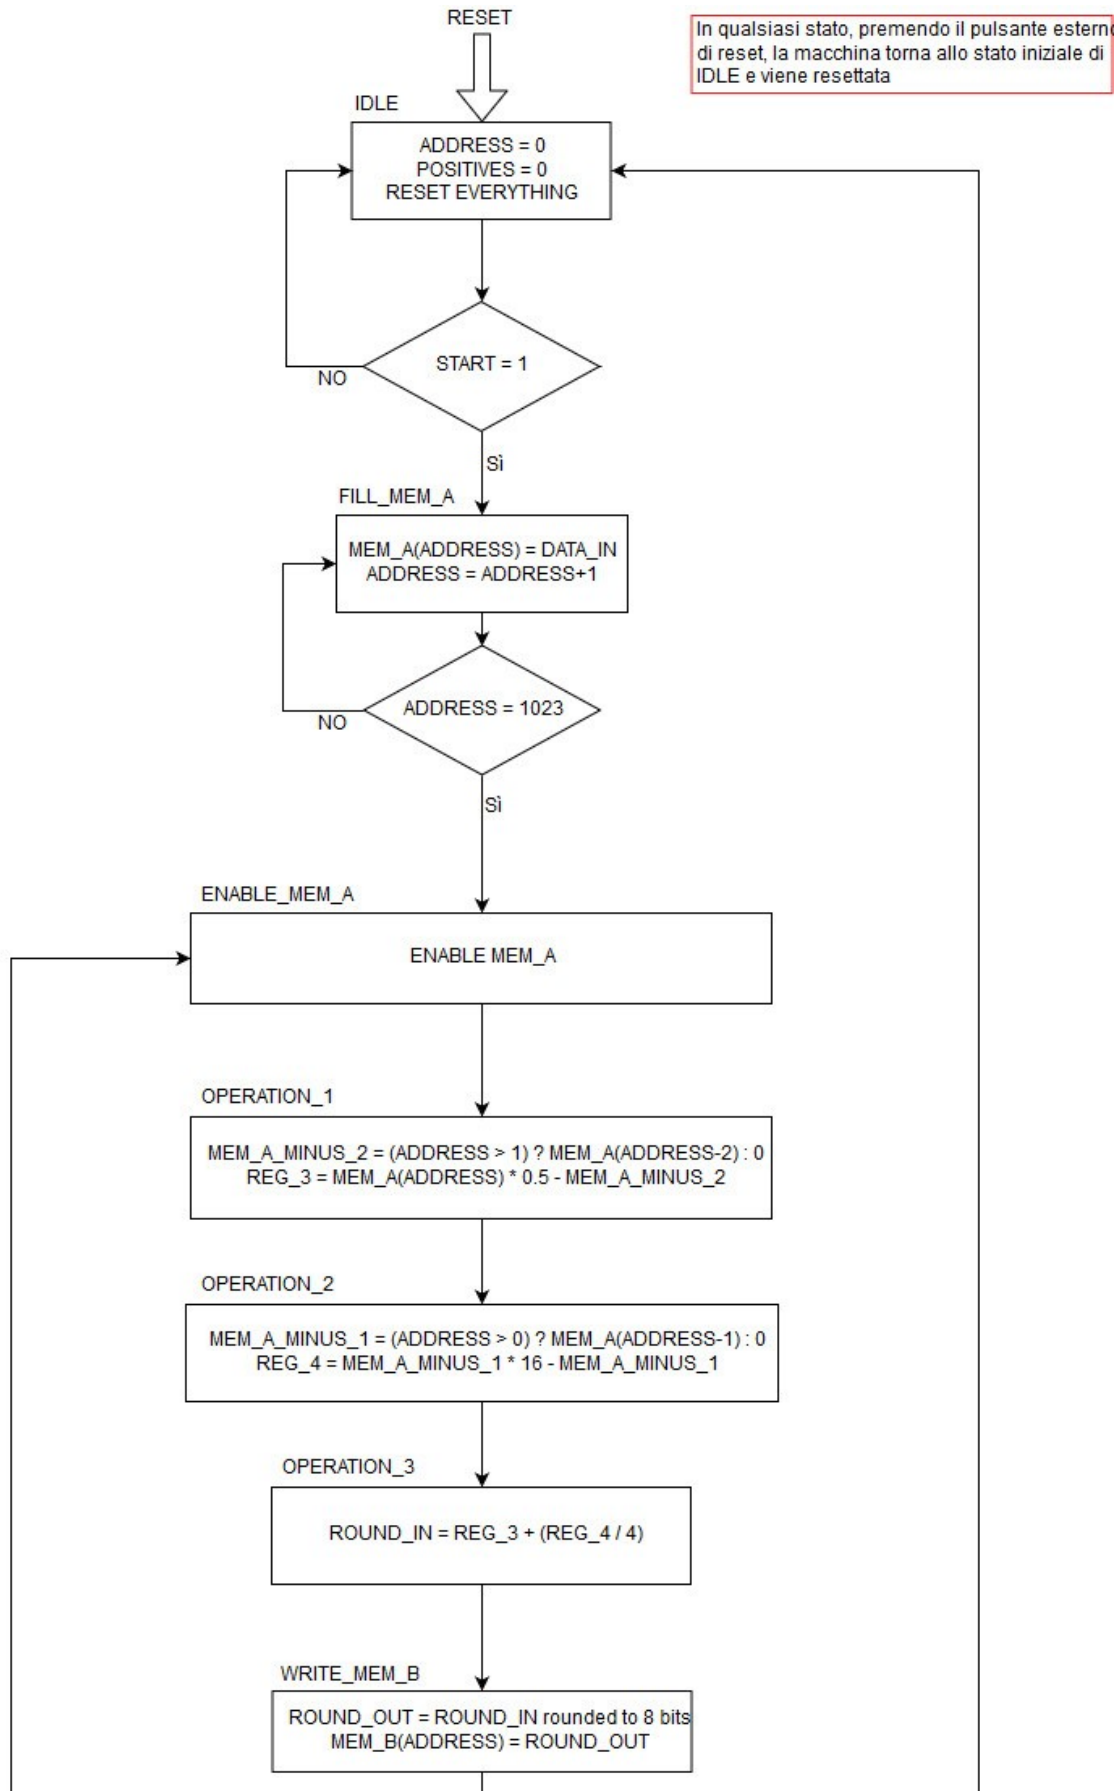 RESET
In qualsiasi stato, premendo il pulsante esterno
di reset, la macchina torna allo stato iniziale di
IDLE e viene resettata
IDLE
ADDRESS = 0
POSITIVES = 0
RESET EVERYTHING
START = 1
NO
Sì
FILL_MEM_A
MEM_A(ADDRESS) = DATA_IN
ADDRESS = ADDRESS+1
ADDRESS = 1023
NO
Sì
ENABLE_MEM_A
ENABLE MEM_A
OPERATION_1
MEM_A_MINUS_2 = (ADDRESS > 1) ? MEM_A(ADDRESS-2) : 0
REG_3 = MEM_A(ADDRESS) * 0.5 - MEM_A_MINUS_2
OPERATION_2
MEM_A_MINUS_1 = (ADDRESS > 0) ? MEM_A(ADDRESS-1) : 0
REG_4 = MEM_A_MINUS_1 * 16 - MEM_A_MINUS_1
OPERATION_3
ROUND_IN = REG_3 + (REG_4 / 4)
WRITE_MEM_B
ROUND_OUT = ROUND_IN rounded to 8 bits
MEM_B(ADDRESS) = ROUND_OUT